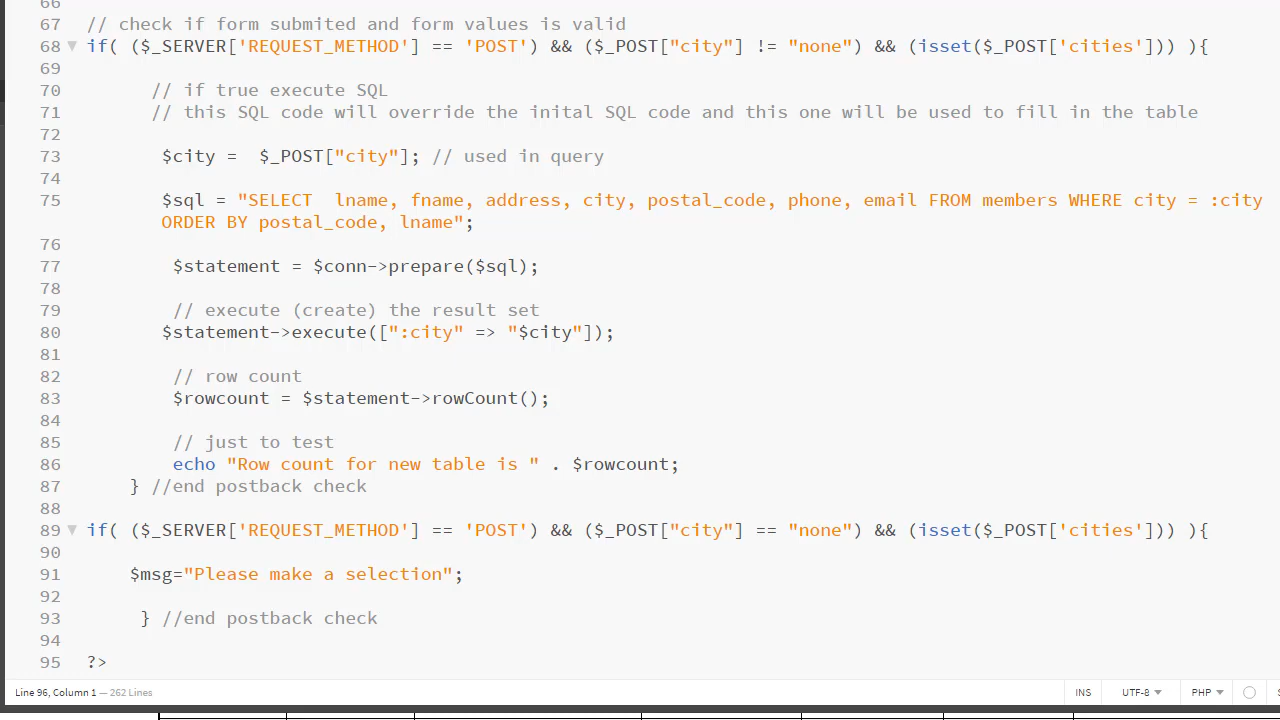 66
67 // check if form submited and form values is valid
68 if( ($_SERVER['REQUEST_METHOD'] == 'POST') && ($_POST["city"] != "none") && (isset($_POST['cities'])) ){
69
70 // if true execute SQL
71 // this SQL code will override the inital SQL code and this one will be used to fill in the table
72
73 $city =  $_POST["city"]; // used in query
74
75 $sql = "SELECT  lname, fname, address, city, postal_code, phone, email FROM members WHERE city = :city
ORDER BY postal_code, lname";
76
77 $statement = $conn->prepare($sql);
78
79 // execute (create) the result set
80 $statement->execute([":city" => "$city"]);
81
82 // row count
83 $rowcount = $statement->rowCount();
84
85 // just to test
86 echo "Row count for new table is " . $rowcount;
87 } //end postback check
88
89 if( ($_SERVER['REQUEST_METHOD'] == 'POST') && ($_POST["city"] == "none") && (isset($_POST['cities'])) ){
90
91 $msg="Please make a selection";
92
93 } //end postback check
94
95 ?>
Line 96, Column 1 — 262 Lines INS UTF-8 PHP